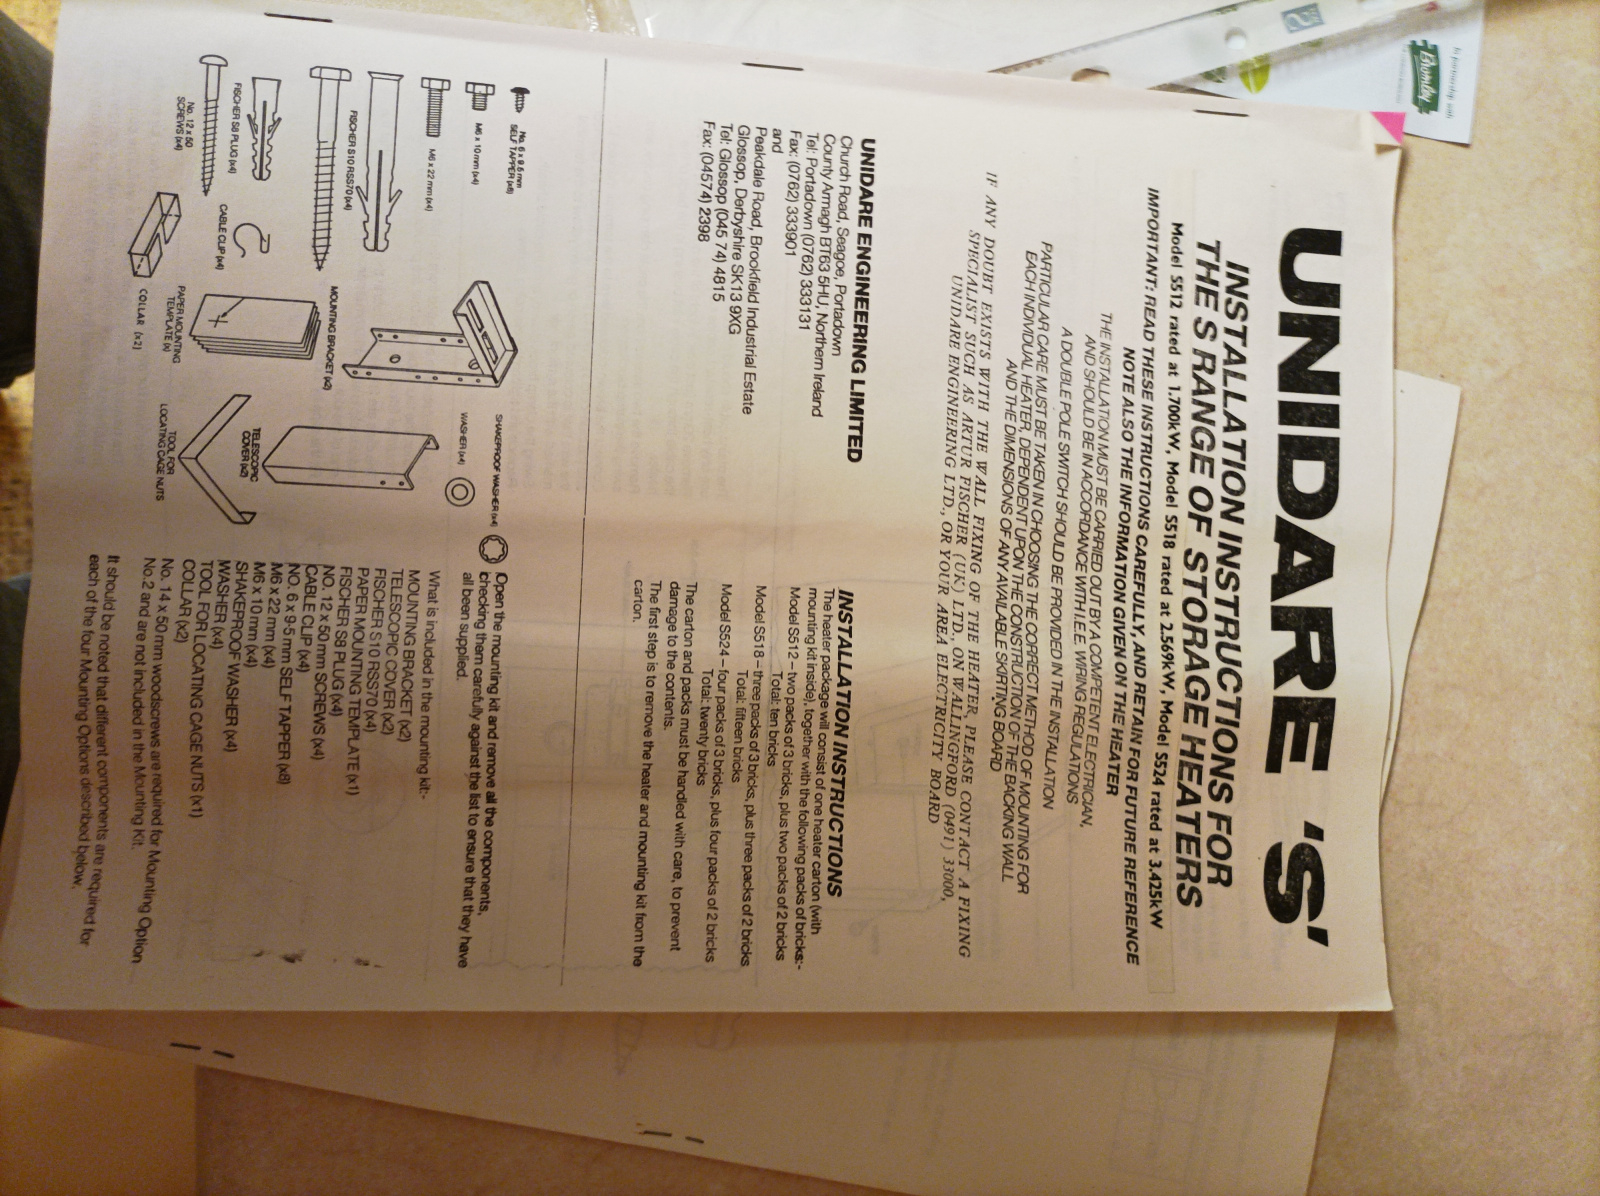 UNIDARE 'S'
INSTALLATION INSTRUCTIONS FOR
THE S RANGE OF STORAGE HEATERS
Model SS12 rated at 1.700kW, Model SS18 rated at 2.569kW, Model SS24 rated at 3.425kW
IMPORTANT: READ THESE INSTRUCTIONS CAREFULLY, AND RETAIN FOR FUTURE REFERENCE
NOTE ALSO THE INFORMATION GIVEN ON THE HEATER
THE INSTALLATION MUST BE CARRIED OUT BY A COMPETENT ELECTRICIAN,
AND SHOULD BE IN ACCORDANCE WITH I.E.E. WIRING REGULATIONS
A DOUBLE POLE SWITCH SHOULD BE PROVIDED IN THE INSTALLATION
PARTICULAR CARE MUST BE TAKEN IN CHOOSING THE CORRECT METHOD OF MOUNTING FOR
EACH INDIVIDUAL HEATER, DEPENDENT UPON THE CONSTRUCTION OF THE BACKING WALL
AND THE DIMENSIONS OF ANY AVAILABLE SKIRTING BOARD
IF ANY DOUBT EXISTS WITH THE WALL FIXING OF THE HEATER, PLEASE CONTACT A FIXING
SPECIALIST SUCH AS ARTUR FISCHER (UK) LTD., ON WALLINGFORD (0491) 33000,
UNIDARE ENGINEERING LTD., OR YOUR AREA ELECTRICITY BOARD
UNIDARE ENGINEERING LIMITED
Church Road, Seagoe, Portadown
County Armagh BT63 5HU, Northern Ireland
Tel: Portadown (0762) 333131
Fax: (0762) 333901
and
Peakdale Road, Brookfield Industrial Estate
Glossop, Derbyshire SK13 9XG
Tel: Glossop (045 74) 4815
Fax: (04574) 2398
INSTALLATION INSTRUCTIONS
The heater package will consist of one heater carton (with
mounting kit inside), together with the following packs of bricks:-
Model S512 – two packs of 3 bricks, plus two packs of 2 bricks
Total: ten bricks
Model S518 – three packs of 3 bricks, plus three packs of 2 bricks
Total: fifteen bricks
Model S524 – four packs of 3 bricks, plus four packs of 2 bricks
Total: twenty bricks
The carton and packs must be handled with care, to prevent
damage to the contents.
The first step is to remove the heater and mounting kit from the
carton.
No. 6 x 9.5 mm
SELF TAPPER (x8)
M6 x 10 mm (x4)
M6 x 22 mm (x4)
FISCHER S10 RSS70 (x4)
FISCHER S8 PLUG (x4)
No. 12 x 50
SCREWS (x4)
CABLE CLIP (x4)
COLLAR (x2)
MOUNTING BRACKET (x2)
PAPER MOUNTING
TEMPLATE (x)
SHAKEPROOF WASHER (x4)
WASHER (x4)
TELESCOPIC
COVER (x2)
TOOL FOR
LOCATING CAGE NUTS
Open the mounting kit and remove all the components,
checking them carefully against the list to ensure that they have
all been supplied.
What is included in the mounting kit:-
MOUNTING BRACKET (x2)
TELESCOPIC COVER (x2)
FISCHER S10 RSS70 (x4)
PAPER MOUNTING TEMPLATE (x1)
FISCHER S8 PLUG (x4)
NO. 12 x 50 mm SCREWS (x4)
CABLE CLIP (x4)
NO. 6 x 9·5 mm SELF TAPPER (x8)
M6 x 22 mm (x4)
M6 x 10 mm (x4)
SHAKEPROOF WASHER (x4)
WASHER (x4)
TOOL FOR LOCATING CAGE NUTS (x1)
COLLAR (x2)
No. 14 x 50 mm woodscrews are required for Mounting Option
No.2 and are not included in the Mounting Kit.
It should be noted that different components are required for
each of the four Mounting Options described below.
In partnership with
Bramley